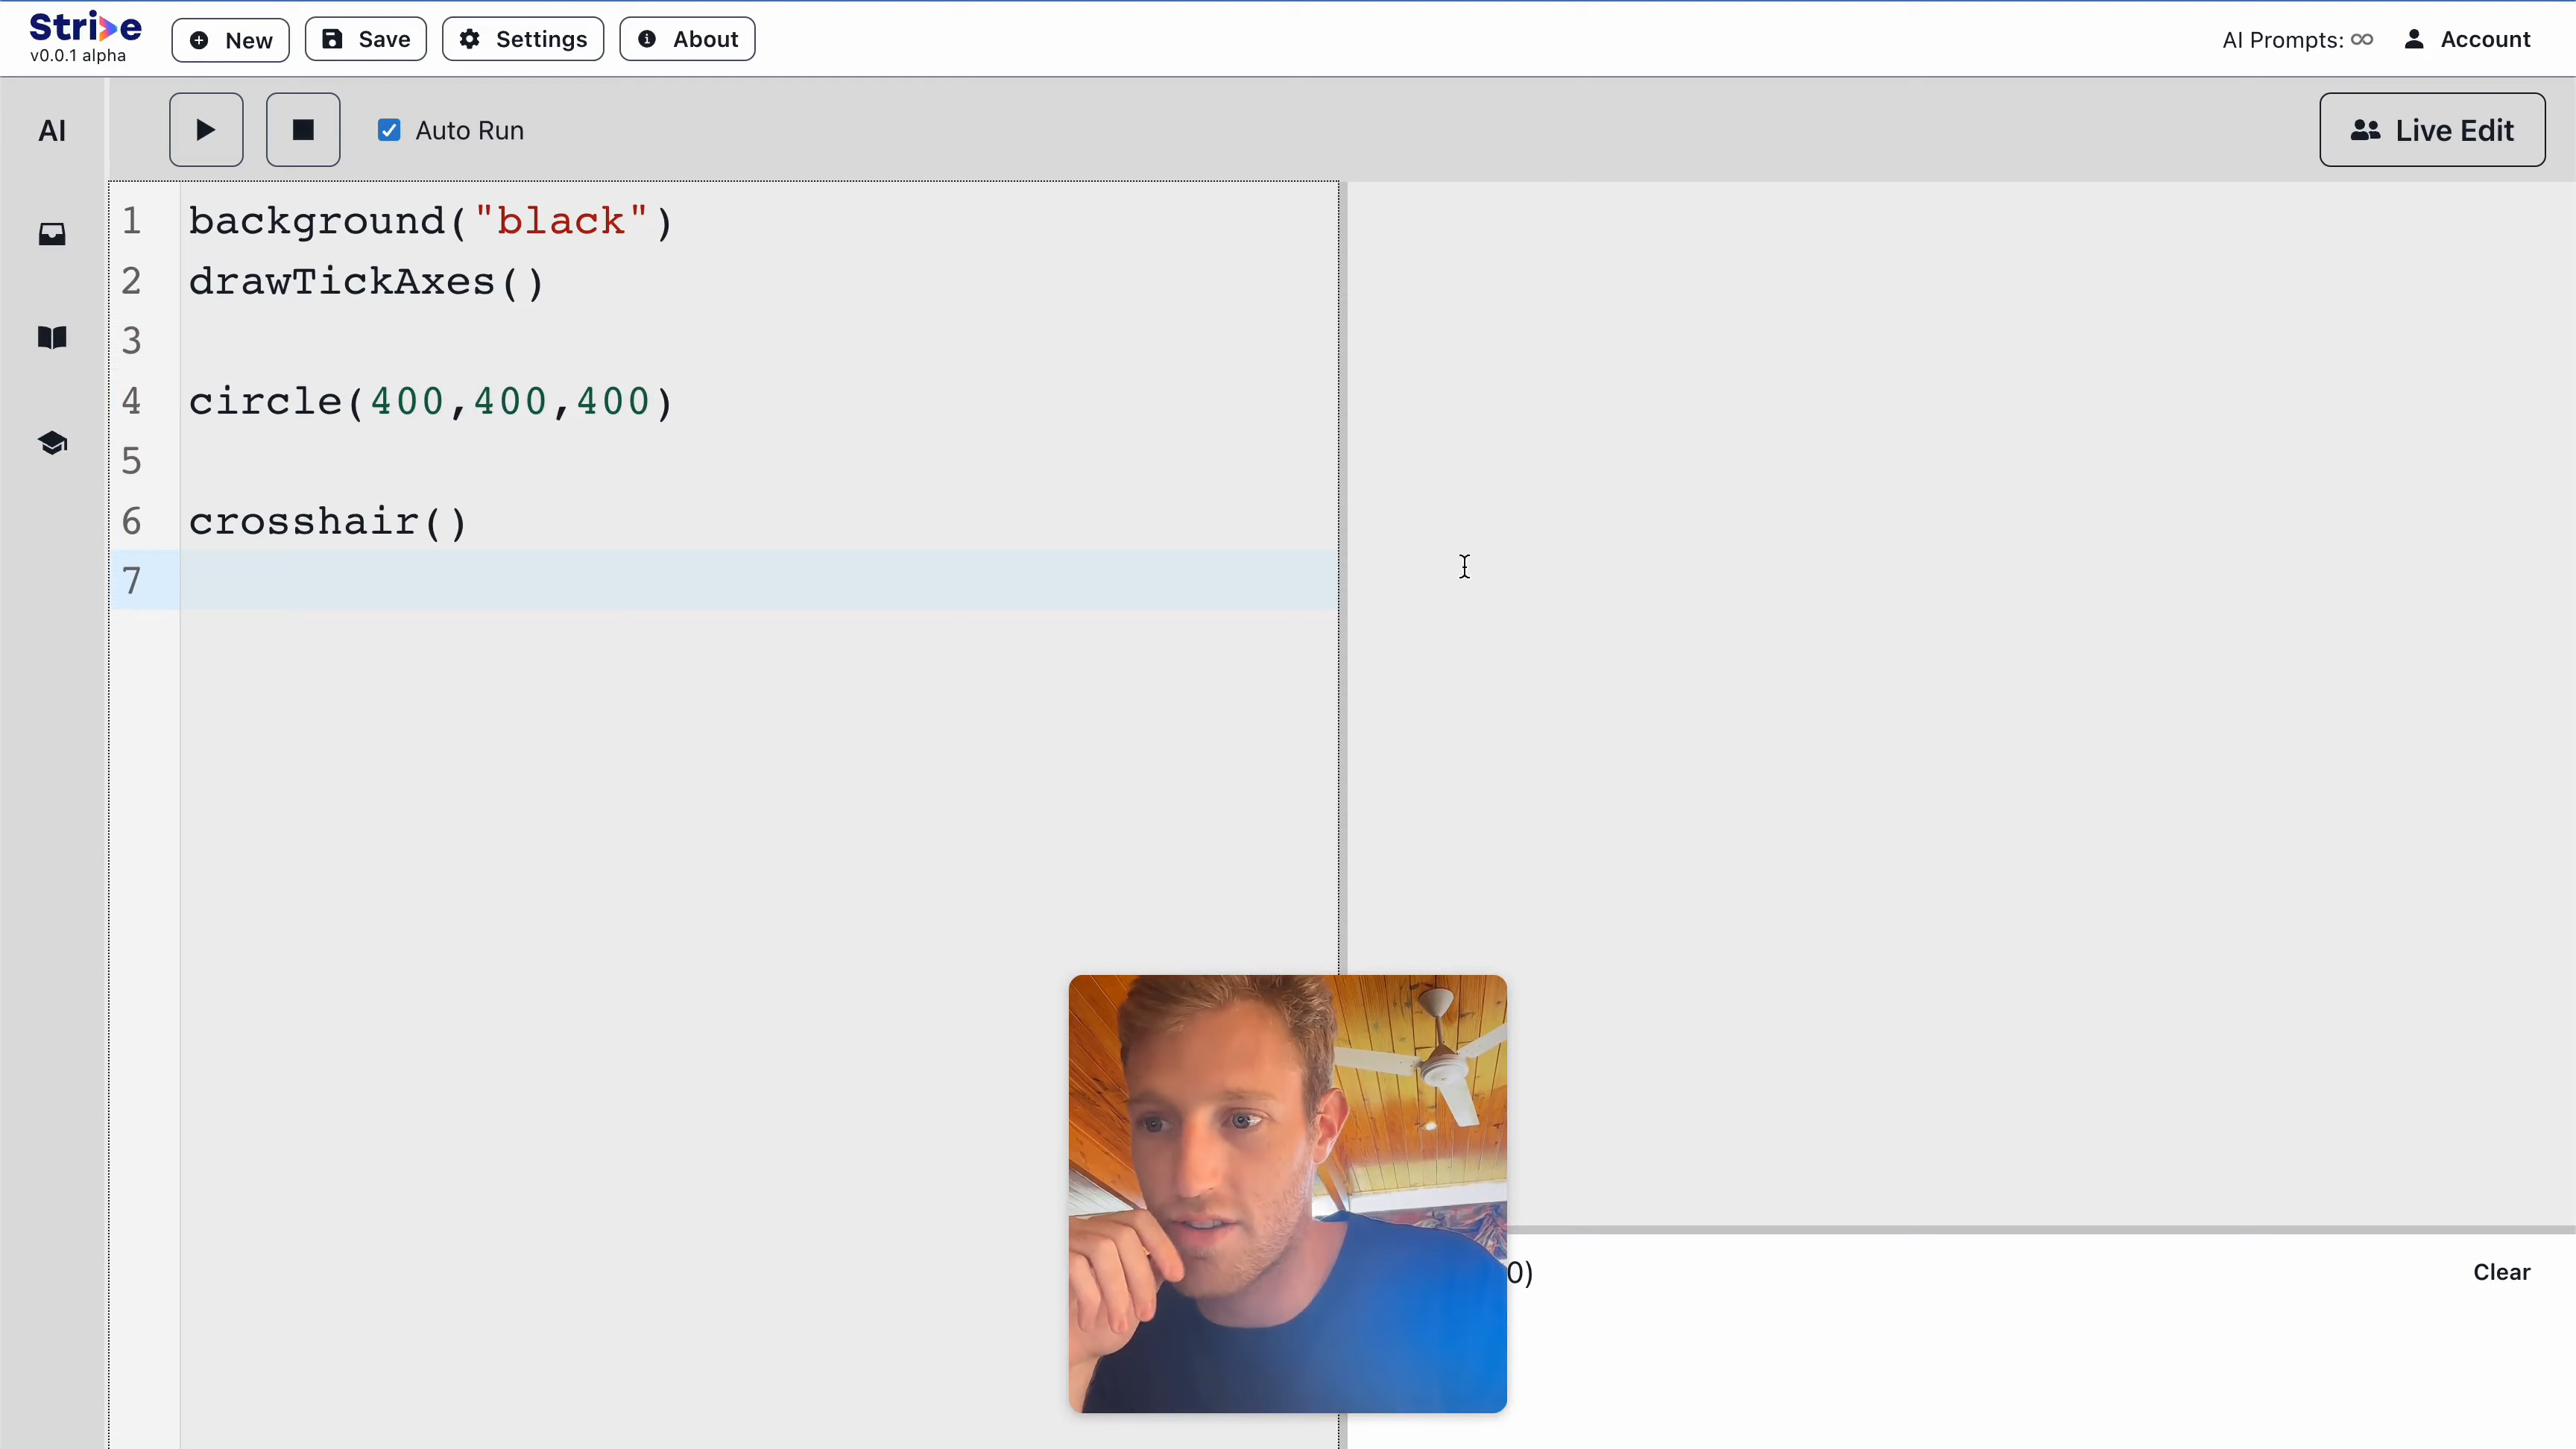 Strive
v0.0.1 alpha
New
Save
Settings
About
AI Prompts: ∞
Account
AI
Auto Run
Live Edit
1 background("black")
2 drawTickAxes()
3
4 circle(400,400,400)
5
6 crosshair()
7
0)
Clear